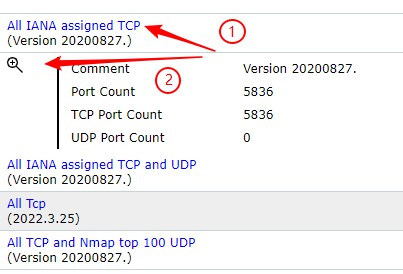 All IANA assigned TCP
(Version 20200827.)
1
2
Comment Version 20200827.
Port Count 5836
TCP Port Count 5836
UDP Port Count 0
All IANA assigned TCP and UDP
(Version 20200827.)
All Tcp
(2022.3.25)
All TCP and Nmap top 100 UDP
(Version 20200827.)